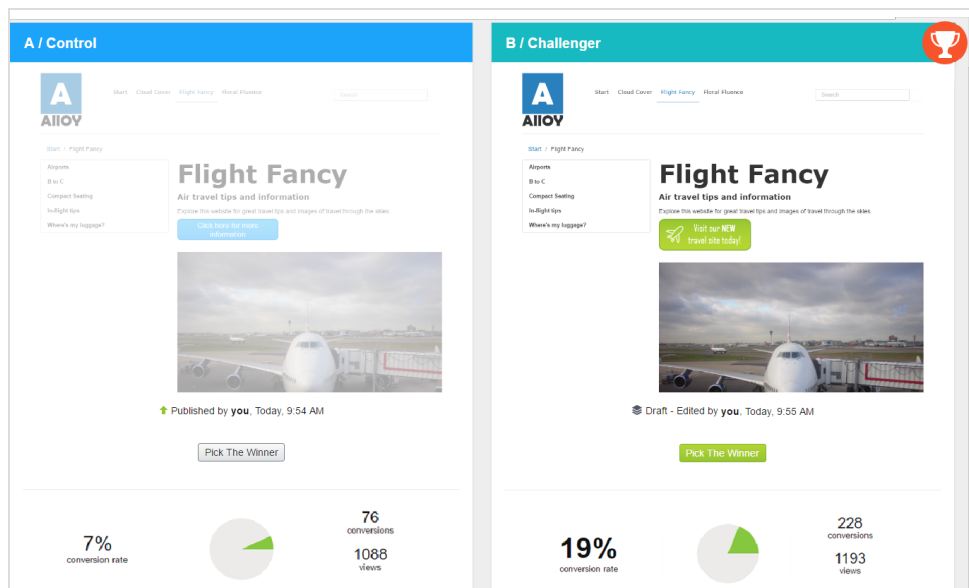 A / Control
A
AllOY
Start Cloud Cover Flight Fancy Floral Fluence
Search
Start / Flight Fancy
Airports
B to C
Compact Seating
In-flight tips
Where's my luggage?
Flight Fancy
Air travel tips and information
Explore this website for great travel tips and images of travel through the skies.
Click here for more
information
Published by you, Today, 9:54 AM
Pick The Winner
7%
conversion rate
76
conversions
1088
views
B / Challenger
A
AllOY
Start Cloud Cover Flight Fancy Floral Fluence
Search
Start / Flight Fancy
Airports
B to C
Compact Seating
In-flight tips
Where's my luggage?
Flight Fancy
Air travel tips and information
Explore this website for great travel tips and images of travel through the skies.
Visit our NEW
travel site today!
Draft - Edited by you, Today, 9:55 AM
Pick The Winner
19%
conversion rate
228
conversions
1193
views